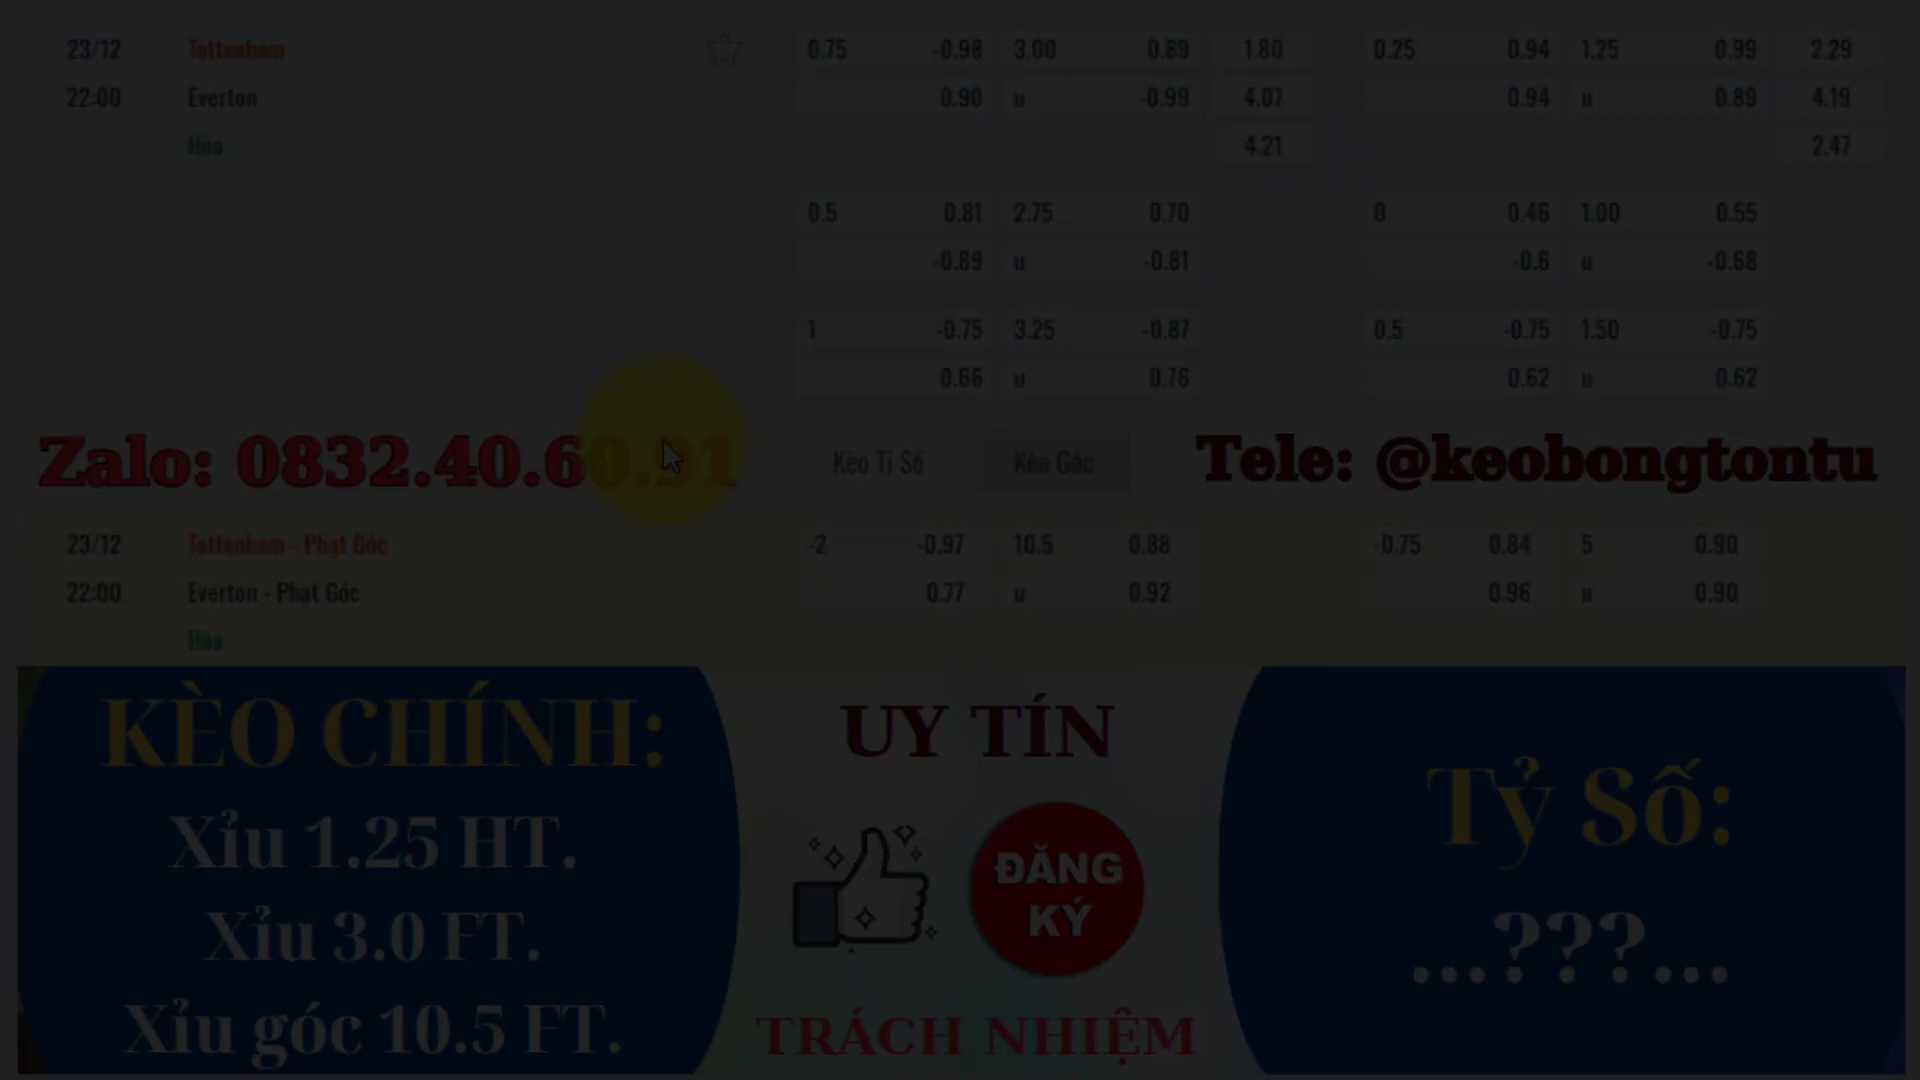 23/12 Tottenham 0.75 -0.98 3.00 0.89 1.80 0.25 0.94 1.25 0.99 2.29
22:00 Everton 0.90 u -0.99 4.07 0.94 u 0.89 4.19
Hòa 4.21 2.47
0.5 0.81 2.75 0.70 0 0.46 1.00 0.55
-0.89 u -0.81 -0.6 u -0.68
1 -0.75 3.25 -0.87 0.5 -0.75 1.50 -0.75
0.66 u 0.76 0.62 u 0.62
Zalo: 0832.40.60.91 Kèo Tỉ Số Kèo Góc Tele: @keobongtontu
23/12 Tottenham - Phạt Góc -2 -0.97 10.5 0.88 -0.75 0.84 5 0.90
22:00 Everton - Phạt Góc 0.77 u 0.92 0.96 u 0.90
Hòa
KÈO CHÍNH:
Xỉu 1.25 HT.
Xỉu 3.0 FT.
Xỉu góc 10.5 FT.
UY TÍN
ĐĂNG
KÝ
TRÁCH NHIỆM
Tỷ Số:
...???...